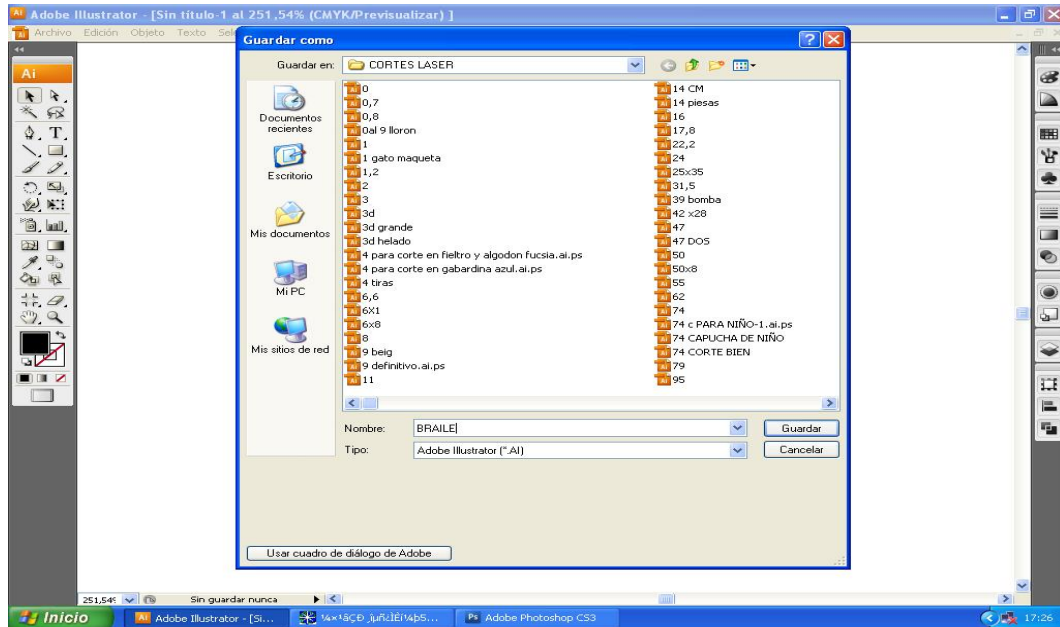 Adobe Illustrator - [Sin título-1 al 251,54% (CMYK/Previsualizar) ]
Archivo Edición Objeto Texto
Guardar como
Guardar en: CORTES LASER
Ai
Documentos recientes
Escritorio
Mis documentos
Mi PC
Mis sitios de red
0
0,7
0,8
0al 9 lloron
1
1 gato maqueta
1,2
2
3
3d
3d grande
3d helado
4 para corte en fieltro y algodon fucsia.ai.ps
4 para corte en gabardina azul.ai.ps
4 tiras
6,6
6X1
6x8
8
9 beig
9 definitivo.ai.ps
11
14 CM
14 piesas
16
17,8
22,2
24
25x35
31,5
39 bomba
42 x28
47
47 DOS
50
50x8
55
62
74
74 c PARA NIÑO-1.ai.ps
74 CAPUCHA DE NIÑO
74 CORTE BIEN
79
95
Nombre: BRAILE Guardar
Tipo: Adobe Illustrator (*.AI) Cancelar
Usar cuadro de diálogo de Adobe
Sin guardar nunca
Inicio Adobe Illustrator - [Si... Adobe Photoshop CS3 17:26